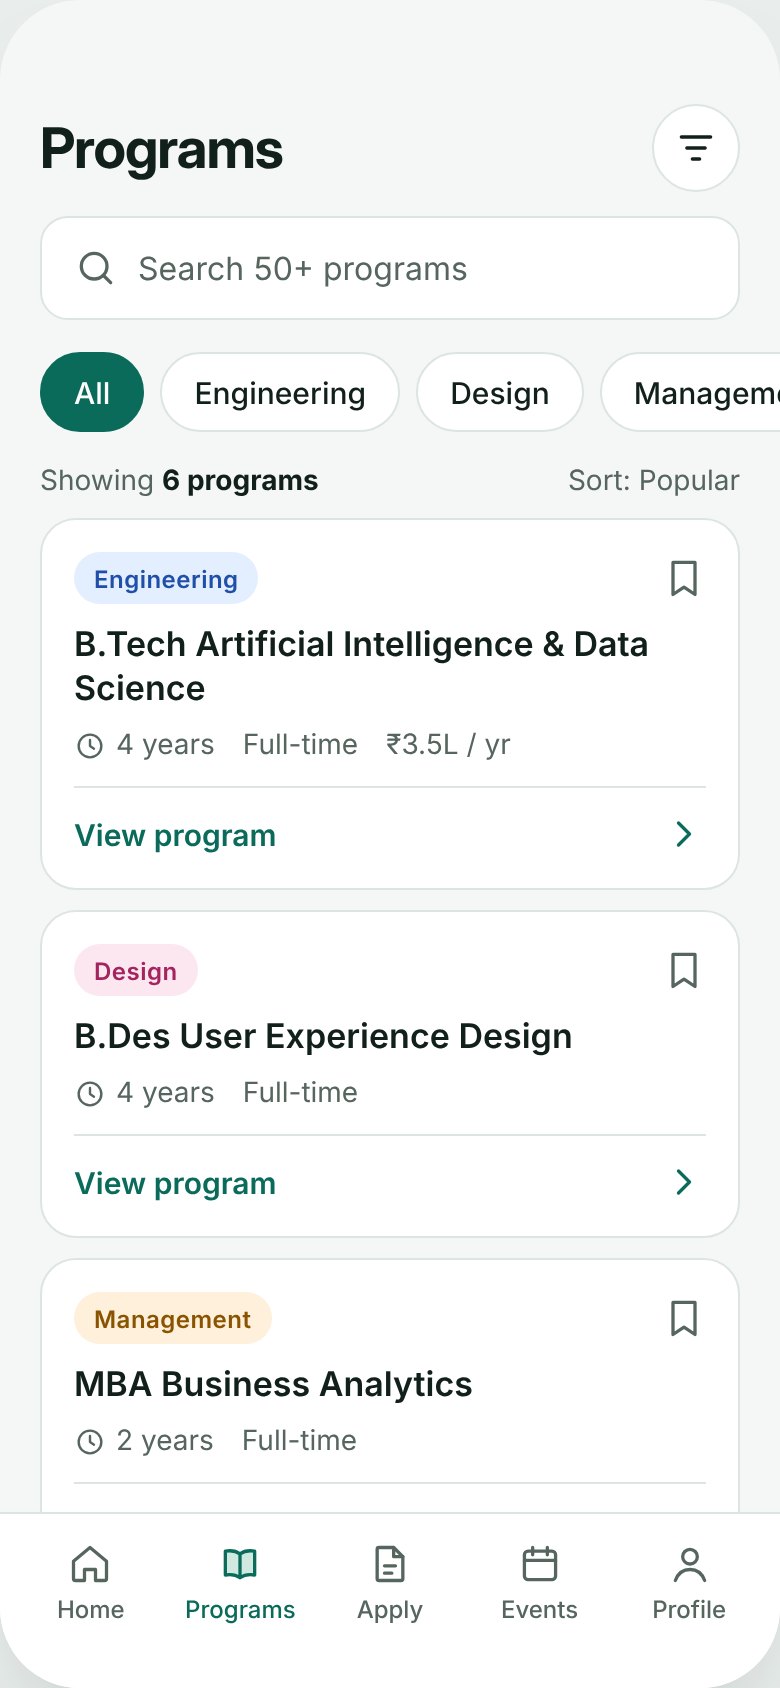 Programs
Search 50+ programs
All Engineering Design Manageme
Showing 6 programs Sort: Popular
Engineering
B.Tech Artificial Intelligence & Data
Science
4 years Full-time ₹3.5L / yr
View program
Design
B.Des User Experience Design
4 years Full-time
View program
Management
MBA Business Analytics
2 years Full-time
Home Programs Apply Events Profile